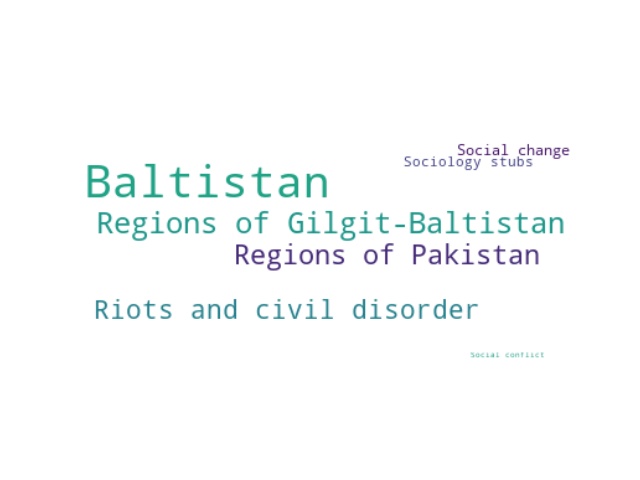 Social change
Sociology stubs
Baltistan
Regions of Gilgit-Baltistan
Regions of Pakistan
Riots and civil disorder
Social conflict